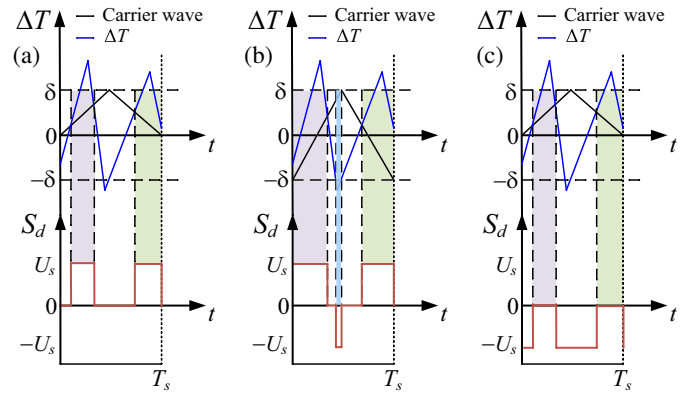 ΔT — Carrier wave
— ΔT
(a)
δ
0
t
−δ
S_d
U_s
0
t
−U_s
T_s
ΔT — Carrier wave
— ΔT
(b)
δ
0
t
−δ
S_d
U_s
0
t
−U_s
T_s
ΔT — Carrier wave
— ΔT
(c)
δ
0
t
−δ
S_d
U_s
0
t
−U_s
T_s